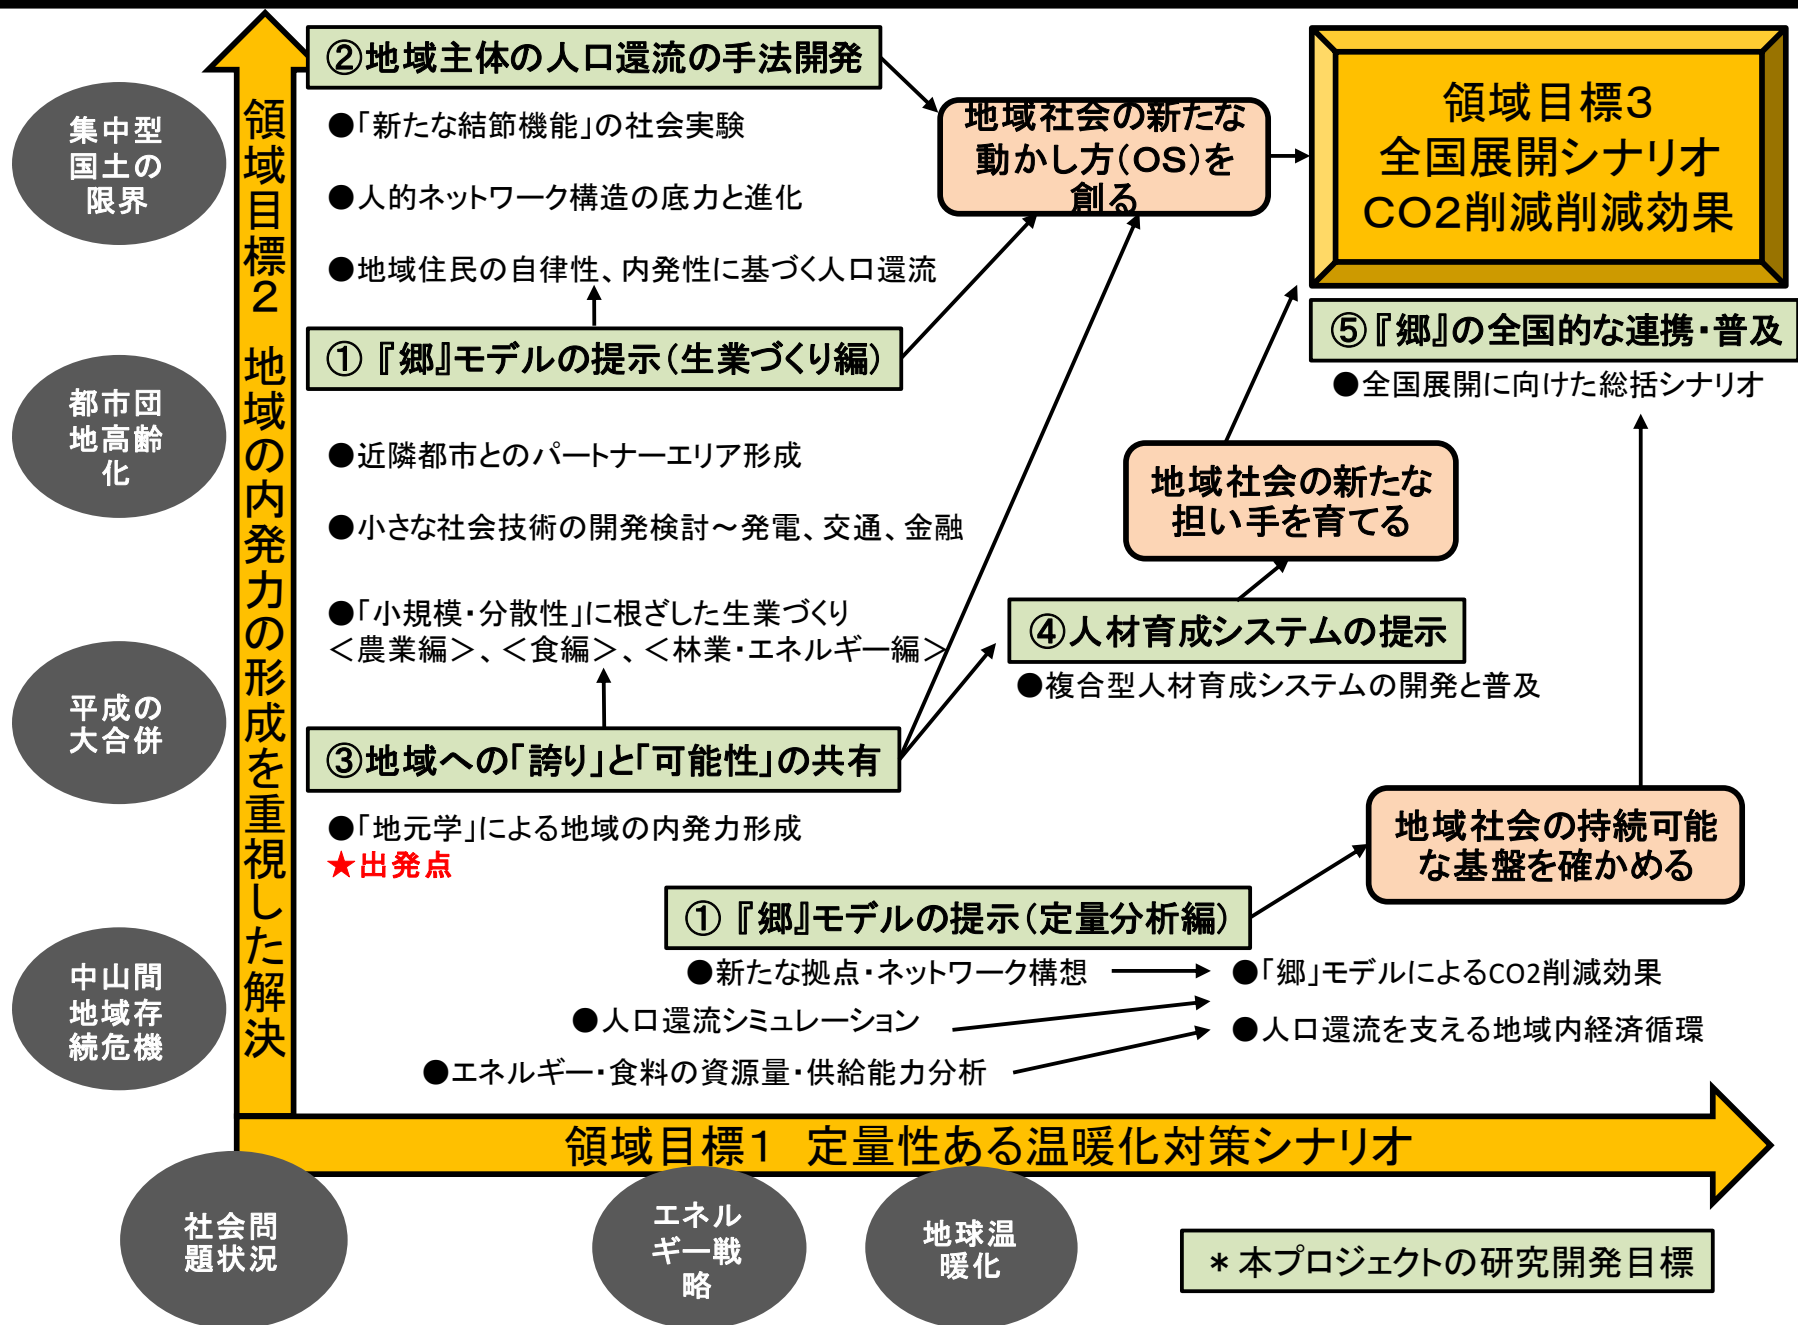 ②地域主体の人口還流の手法開発
●「新たな結節機能」の社会実験
●人的ネットワーク構造の底力と進化
●地域住民の自律性、内発性に基づく人口還流
①『郷』モデルの提示（生業づくり編）
●近隣都市とのパートナーエリア形成
●小さな社会技術の開発検討～発電、交通、金融
●「小規模・分散性」に根ざした生業づくり
＜農業編＞、＜食編＞、＜林業・エネルギー編＞
③地域への「誇り」と「可能性」の共有
●「地元学」による地域の内発力形成
★出発点
地域社会の新たな
動かし方（OS）を
創る
領域目標３
全国展開シナリオ
CO2削減削減効果
⑤『郷』の全国的な連携・普及
●全国展開に向けた総括シナリオ
地域社会の新たな
担い手を育てる
④人材育成システムの提示
●複合型人材育成システムの開発と普及
地域社会の持続可能
な基盤を確かめる
①『郷』モデルの提示（定量分析編）
●新たな拠点・ネットワーク構想
●「郷」モデルによるCO2削減効果
●人口還流シミュレーション
●人口還流を支える地域内経済循環
●エネルギー・食料の資源量・供給能力分析
領域目標２　地域の内発力の形成を重視した解決
領域目標１　定量性ある温暖化対策シナリオ
集中型
国土の
限界
都市団
地高齢
化
平成の
大合併
中山間
地域存
続危機
社会問
題状況
エネル
ギー戦
略
地球温
暖化
＊本プロジェクトの研究開発目標